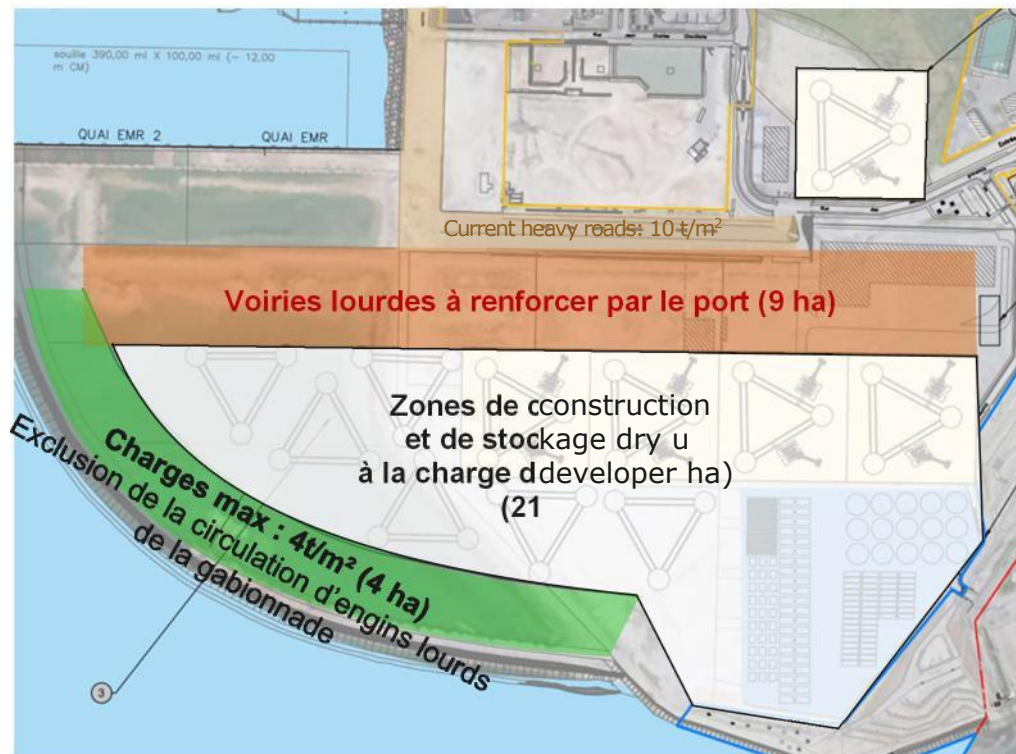 souille 390,00 ml X 100,00 ml (– 12.00
m CM)
QUAI EMR 2
QUAI EMR
Current heavy roads: 10 t/m²
Voiries lourdes à renforcer par le port (9 ha)
Zones de cconstruction
et de stockage dry u
à la charge ddeveloper ha)
(21
Charges max : 4t/m² (4 ha)
Exclusion de la circulation d'engins lourds
de la gabionnade
3